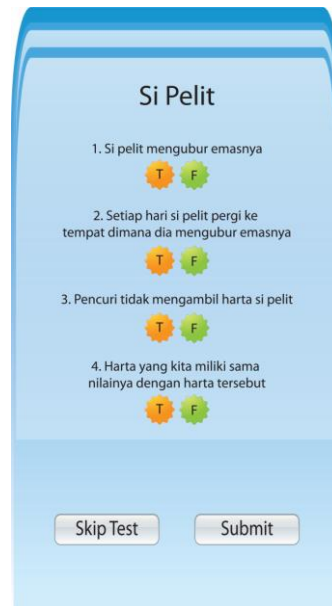 Si Pelit
1. Si pelit mengubur emasnya
T F
2. Setiap hari si pelit pergi ke
tempat dimana dia mengubur emasnya
T F
3. Pencuri tidak mengambil harta si pelit
T F
4. Harta yang kita miliki sama
nilainya dengan harta tersebut
T F
Skip Test Submit